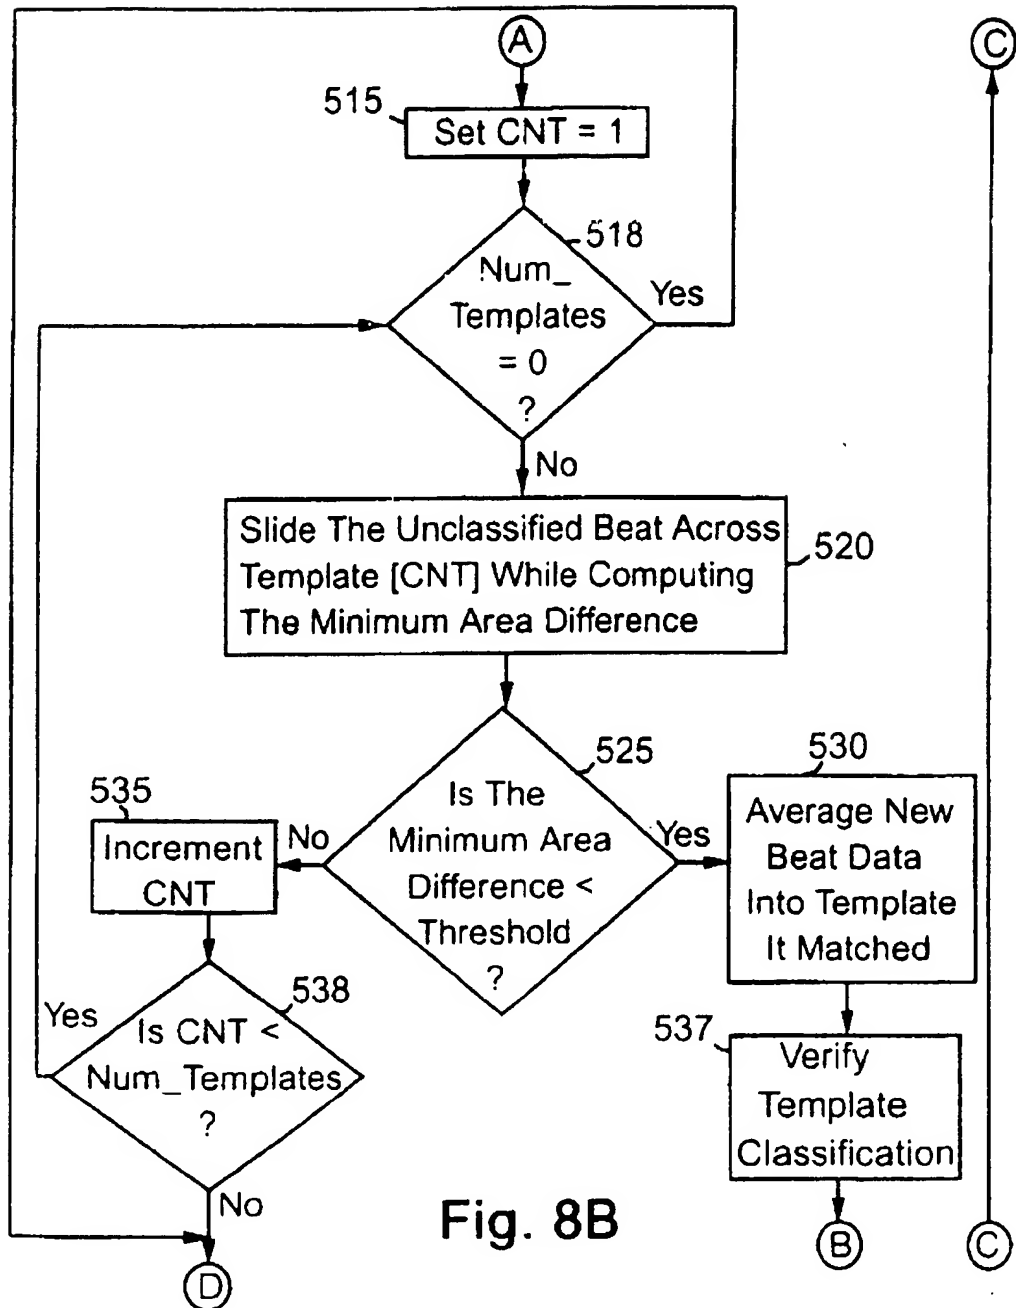 A
C
515
Set CNT = 1
518
Num_
Templates
= 0
?
Yes
No
Slide The Unclassified Beat Across
Template [CNT] While Computing
The Minimum Area Difference
520
525
Is The
Minimum Area
Difference <
Threshold
?
No
Yes
530
Average New
Beat Data
Into Template
It Matched
535
Increment
CNT
538
Is CNT <
Num_Templates
?
Yes
No
537
Verify
Template
Classification
Fig. 8B
B
C
D